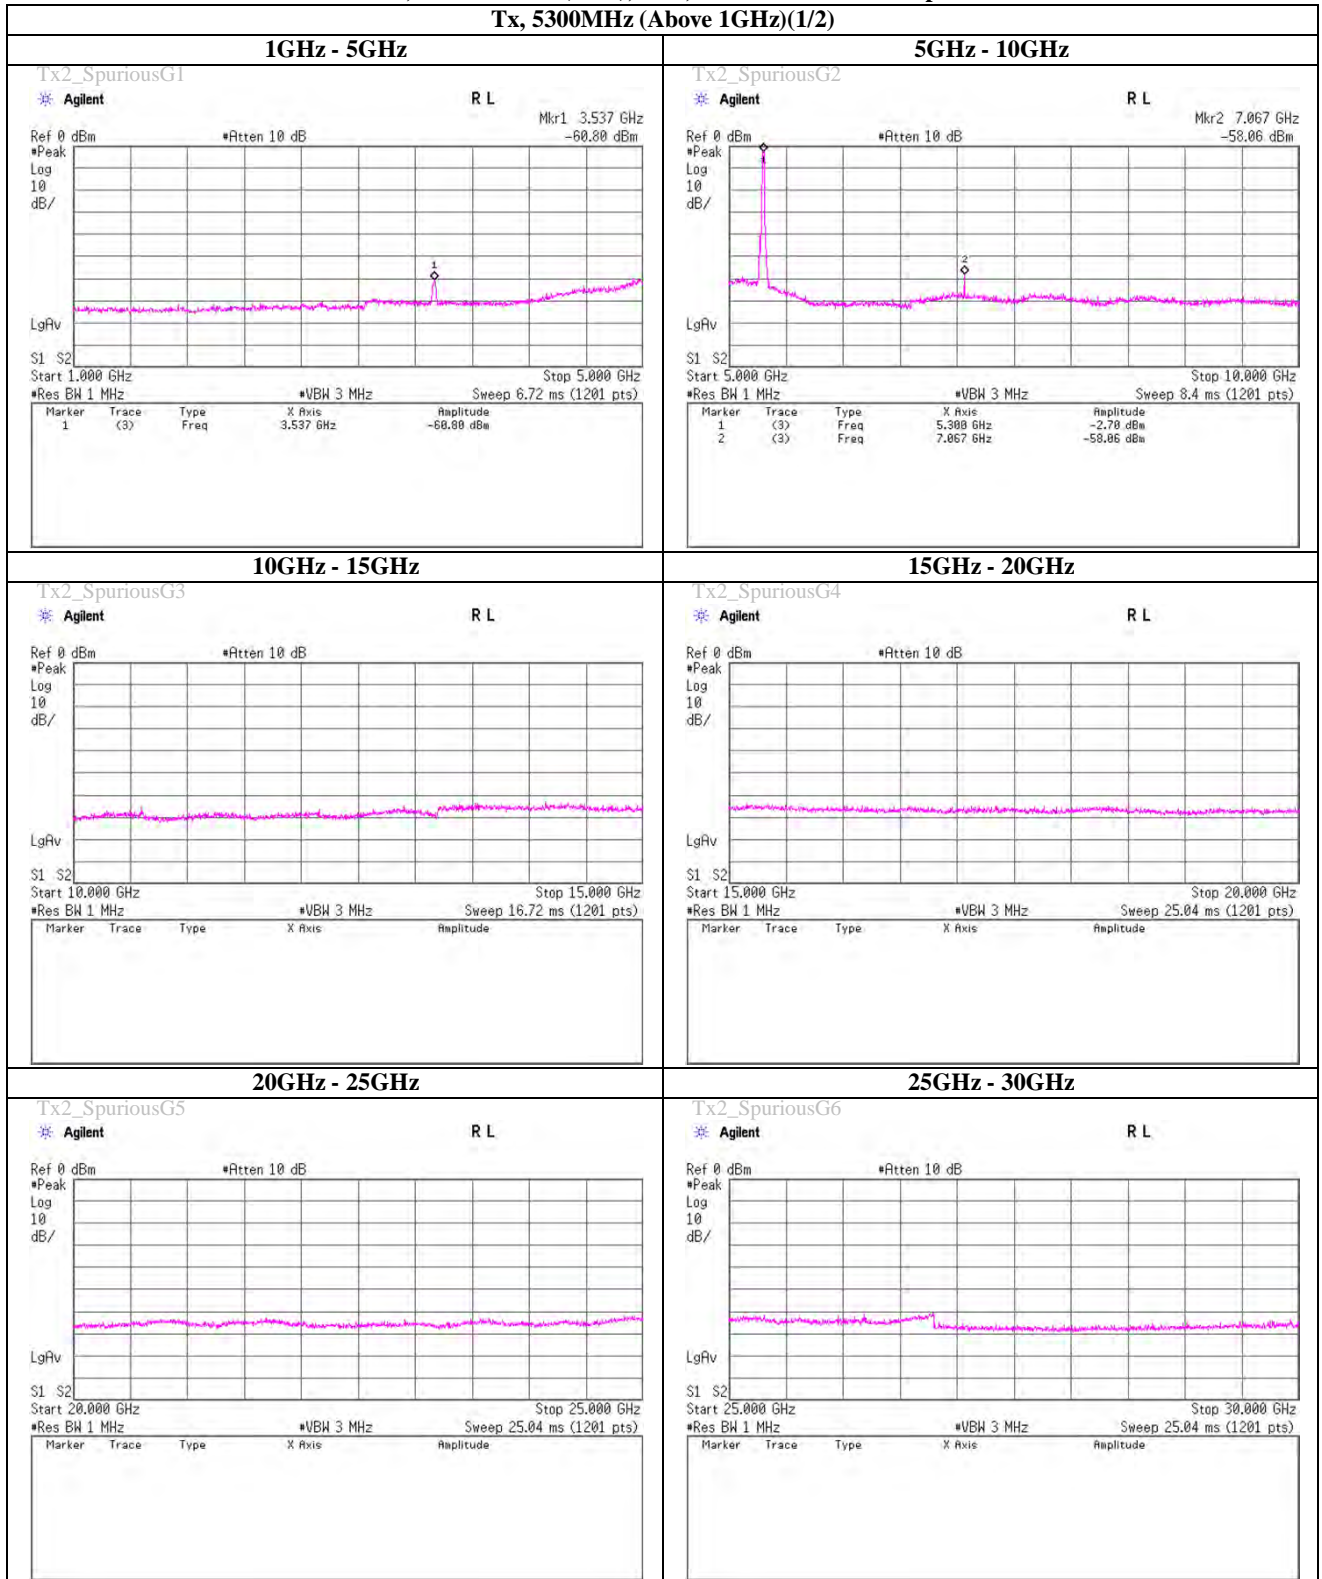 Tx, 5300MHz (Above 1GHz)(1/2)
1GHz - 5GHz
Tx2_SpuriousG1
Agilent
R L
Mkr1 3.537 GHz
Ref 0 dBm #Atten 10 dB -60.80 dBm
#Peak
Log
10
dB/
1
LgAv
S1 S2
Start 1.000 GHz Stop 5.000 GHz
#Res BW 1 MHz #VBW 3 MHz Sweep 6.72 ms (1201 pts)
Marker Trace Type X Axis Amplitude
1 (3) Freq 3.537 GHz -60.80 dBm
5GHz - 10GHz
Tx2_SpuriousG2
Agilent
R L
Mkr2 7.067 GHz
Ref 0 dBm #Atten 10 dB -58.06 dBm
#Peak
Log
10
dB/
2
LgAv
S1 S2
Start 5.000 GHz Stop 10.000 GHz
#Res BW 1 MHz #VBW 3 MHz Sweep 8.4 ms (1201 pts)
Marker Trace Type X Axis Amplitude
1 (3) Freq 5.300 GHz -2.70 dBm
2 (3) Freq 7.067 GHz -58.06 dBm
10GHz - 15GHz
Tx2_SpuriousG3
Agilent
R L
Ref 0 dBm #Atten 10 dB
#Peak
Log
10
dB/
LgAv
S1 S2
Start 10.000 GHz Stop 15.000 GHz
#Res BW 1 MHz #VBW 3 MHz Sweep 16.72 ms (1201 pts)
Marker Trace Type X Axis Amplitude
15GHz - 20GHz
Tx2_SpuriousG4
Agilent
R L
Ref 0 dBm #Atten 10 dB
#Peak
Log
10
dB/
LgAv
S1 S2
Start 15.000 GHz Stop 20.000 GHz
#Res BW 1 MHz #VBW 3 MHz Sweep 25.04 ms (1201 pts)
Marker Trace Type X Axis Amplitude
20GHz - 25GHz
Tx2_SpuriousG5
Agilent
R L
Ref 0 dBm #Atten 10 dB
#Peak
Log
10
dB/
LgAv
S1 S2
Start 20.000 GHz Stop 25.000 GHz
#Res BW 1 MHz #VBW 3 MHz Sweep 25.04 ms (1201 pts)
Marker Trace Type X Axis Amplitude
25GHz - 30GHz
Tx2_SpuriousG6
Agilent
R L
Ref 0 dBm #Atten 10 dB
#Peak
Log
10
dB/
LgAv
S1 S2
Start 25.000 GHz Stop 30.000 GHz
#Res BW 1 MHz #VBW 3 MHz Sweep 25.04 ms (1201 pts)
Marker Trace Type X Axis Amplitude